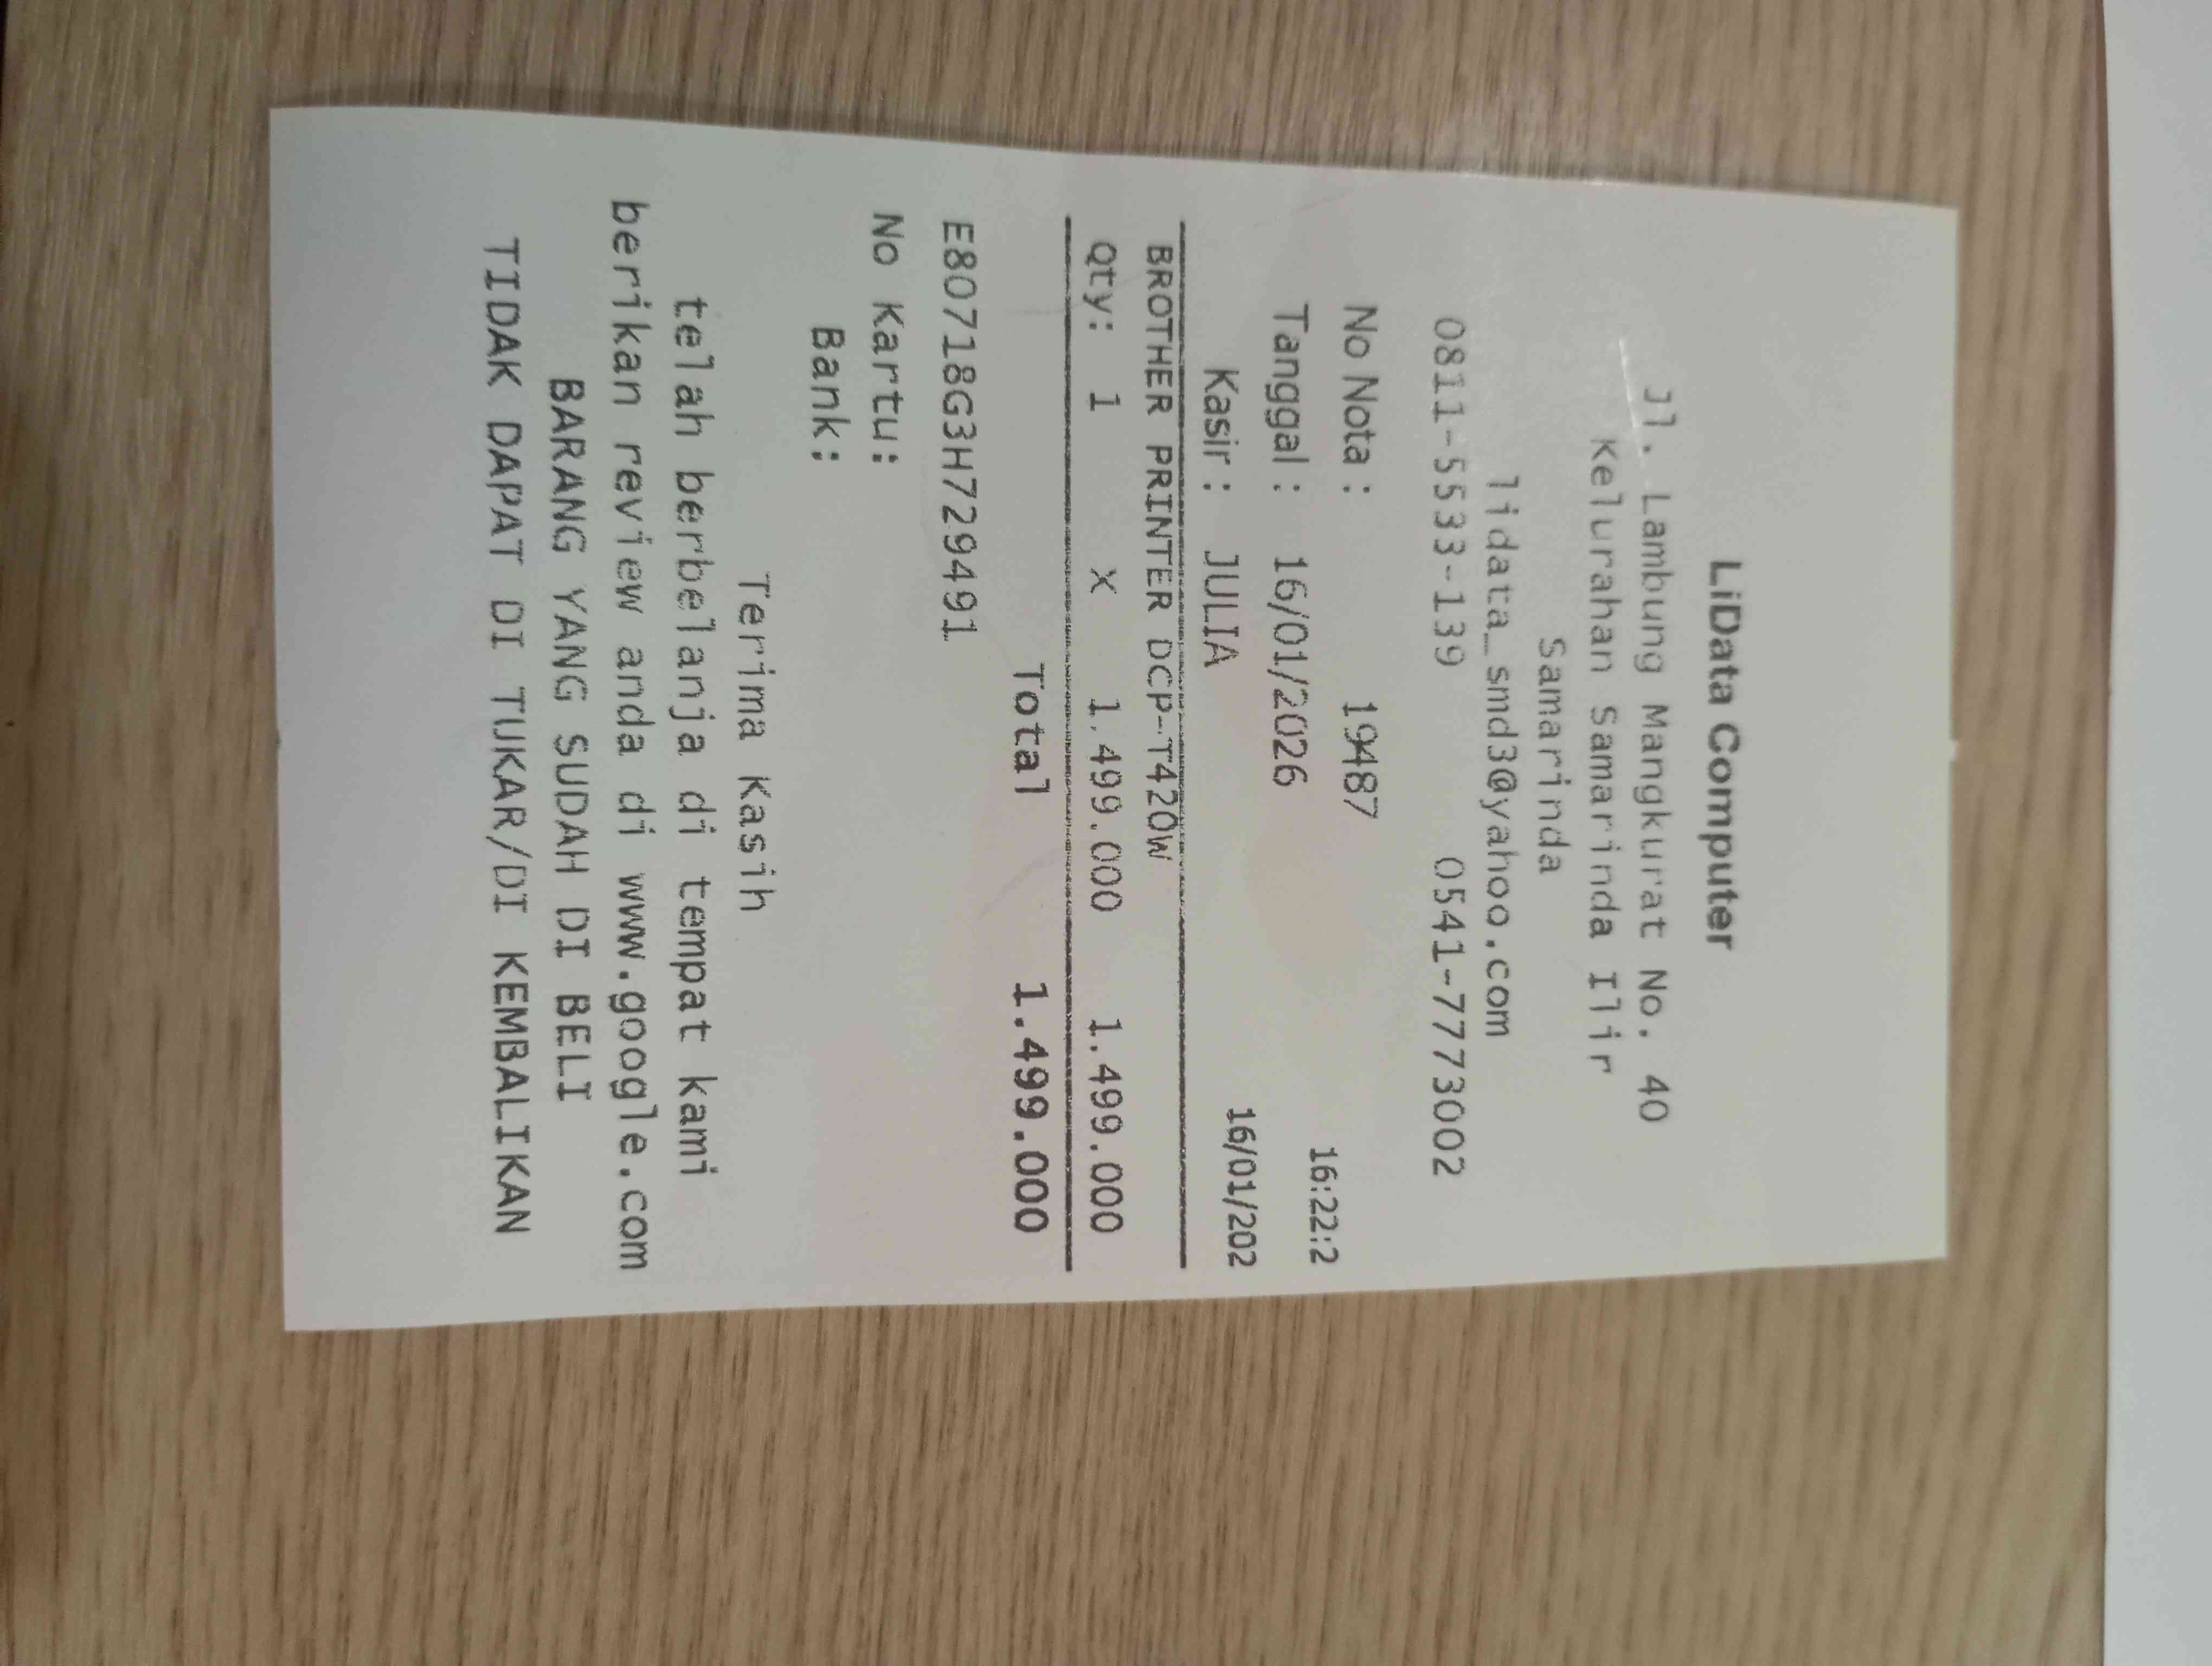 LiData Computer
Jl. Lambung Mangkurat No. 40
Kelurahan Samarinda Ilir
Samarinda
lidata_smd3@yahoo.com
0811-5533-139 0541-7773002
No Nota : 19487
16:22:2
Tanggal : 16/01/2026
16/01/202
Kasir : JULIA
BROTHER PRINTER DCP-T420W
Qty: 1 X 1.499.000 1.499.000
Total 1.499.000
E80718G3H729491
No Kartu:
Bank:
Terima Kasih
telah berbelanja di tempat kami
berikan review anda di www.google.com
BARANG YANG SUDAH DI BELI
TIDAK DAPAT DI TUKAR/DI KEMBALIKAN